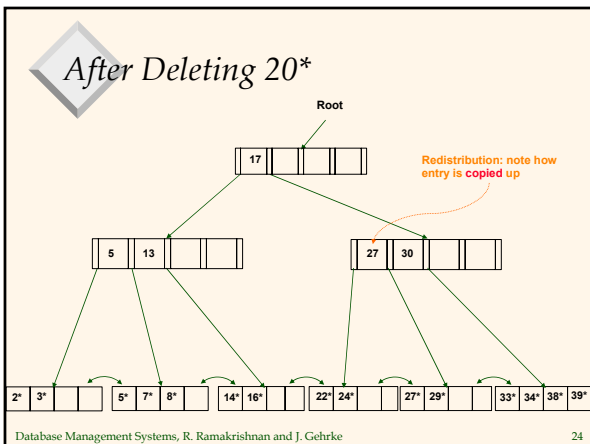 After Deleting 20*
Root
17
Redistribution: note how
entry is copied up
5 13
27 30
2* 3* 5* 7* 8* 14* 16* 22* 24* 27* 29* 33* 34* 38* 39*
Database Management Systems, R. Ramakrishnan and J. Gehrke 24